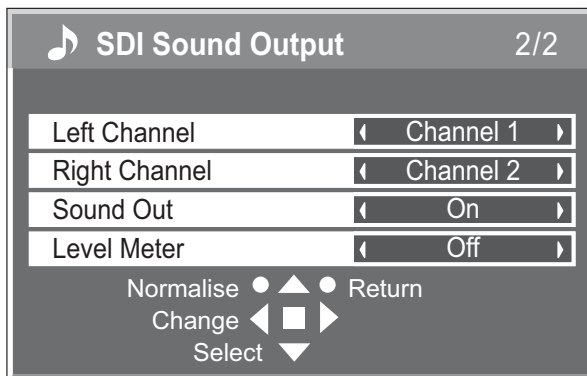 SDI Sound Output 2/2
Left Channel Channel 1
Right Channel Channel 2
Sound Out On
Level Meter Off
Normalise Return
Change
Select